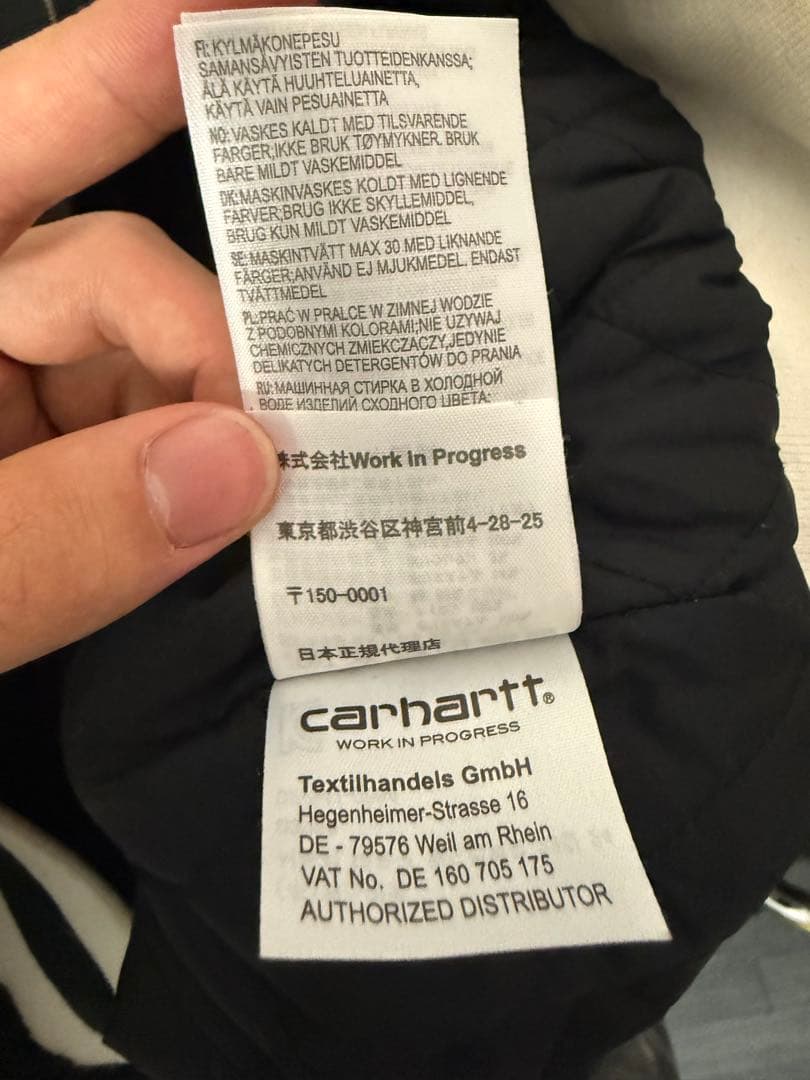 FI: KYLMÄKONEPESU
SAMANSÄVYISTEN TUOTTEIDENKANSSA;
ÄLÄ KÄYTÄ HUUHTELUAINETTA,
KÄYTÄ VAIN PESUAINETTA
NO: VASKES KALDT MED TILSVARENDE
FARGER;IKKE BRUK TØYMYKNER. BRUK
BARE MILDT VASKEMIDDEL
DK:MASKINVASKES KOLDT MED LIGNENDE
FARVER:BRUG IKKE SKYLLEMIDDEL,
BRUG KUN MILDT VASKEMIDDEL
SE: MASKINTVÄTT MAX 30 MED LIKNANDE
FÄRGER;ANVÄND EJ MJUKMEDEL. ENDAST
TVÄTTMEDEL
PL:PRAĆ W PRALCE W ZIMNEJ WODZIE
Z PODOBNYMI KOLORAMI;NIE UZYWAJ
CHEMICZNYCH ZMIEKCZACZY,JEDYNIE
DELIKATYCH DETERGENTÓW DO PRANIA
RU: МАШИННАЯ СТИРКА В ХОЛОДНОЙ
ВОДЕ ИЗДЕЛИЙ СХОДНОГО ЦВЕТА:
株式会社Work in Progress
東京都渋谷区神宮前4-28-25
〒150-0001
日本正規代理店
carhartt®
WORK IN PROGRESS
Textilhandels GmbH
Hegenheimer-Strasse 16
DE - 79576 Weil am Rhein
VAT No. DE 160 705 175
AUTHORIZED DISTRIBUTOR